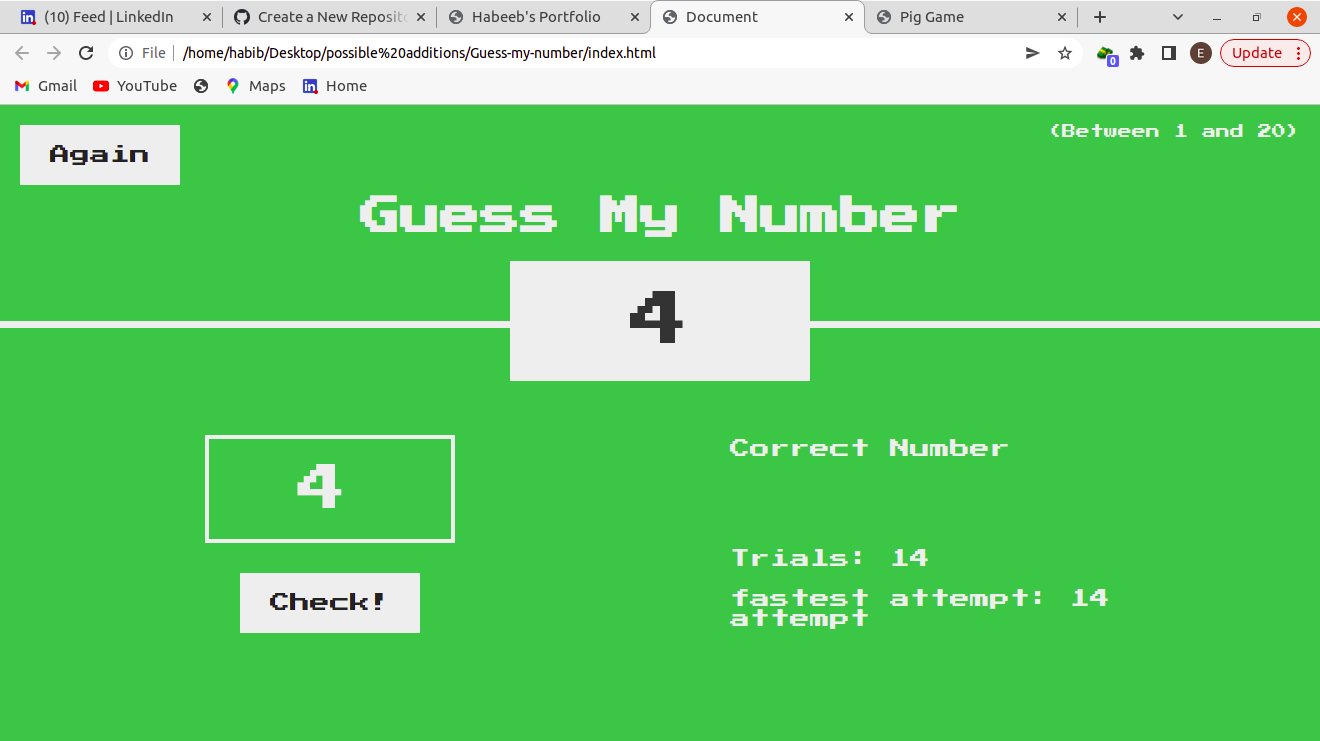 (10) Feed | LinkedIn
Create a New Reposito
Habeeb's Portfolio
Document
Pig Game
File
/home/habib/Desktop/possible%20additions/Guess-my-number/index.html
0
E
Update
Gmail
YouTube
Maps
Home
Again
(Between 1 and 20)
Guess My Number
4
4
Correct Number
Check!
Trials: 14
fastest attempt: 14
attempt